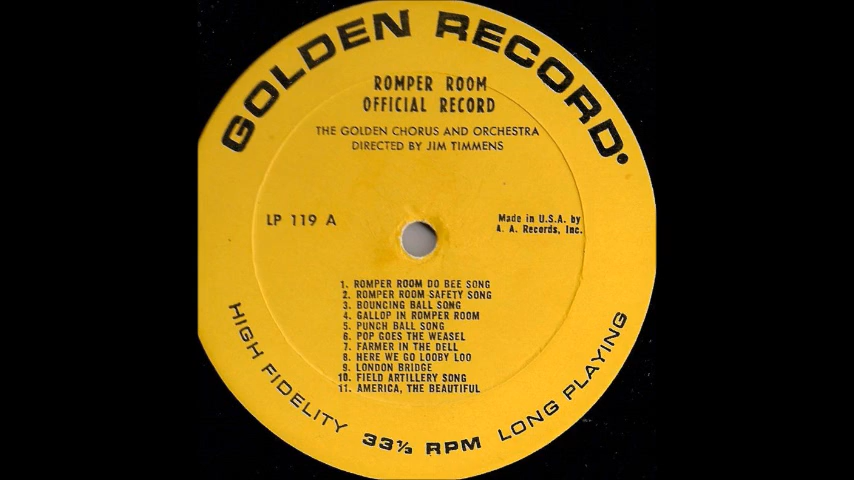 GOLDEN RECORD®
ROMPER ROOM
OFFICIAL RECORD
THE GOLDEN CHORUS AND ORCHESTRA
DIRECTED BY JIM TIMMENS
LP 119 A
Made in U.S.A. by
A. A. Records, Inc.
1. ROMPER ROOM DO BEE SONG
2. ROMPER ROOM SAFETY SONG
3. BOUNCING BALL SONG
4. GALLOP IN ROMPER ROOM
5. PUNCH BALL SONG
6. POP GOES THE WEASEL
7. FARMER IN THE DELL
8. HERE WE GO LOOBY LOO
9. LONDON BRIDGE
10. FIELD ARTILLERY SONG
11. AMERICA, THE BEAUTIFUL
HIGH FIDELITY 33⅓ RPM LONG PLAYING